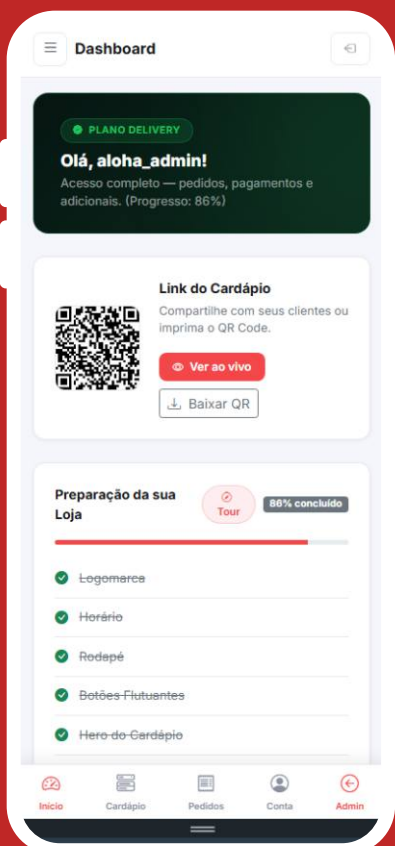 Dashboard
PLANO DELIVERY
Olá, aloha_admin!
Acesso completo — pedidos, pagamentos e
adicionais. (Progresso: 86%)
Link do Cardápio
Compartilhe com seus clientes ou
imprima o QR Code.
Ver ao vivo
Baixar QR
Preparação da sua
Loja
Tour
86% concluído
Logomarca
Horário
Rodapé
Botões Flutuantes
Hero do Cardápio
Início
Cardápio
Pedidos
Conta
Admin